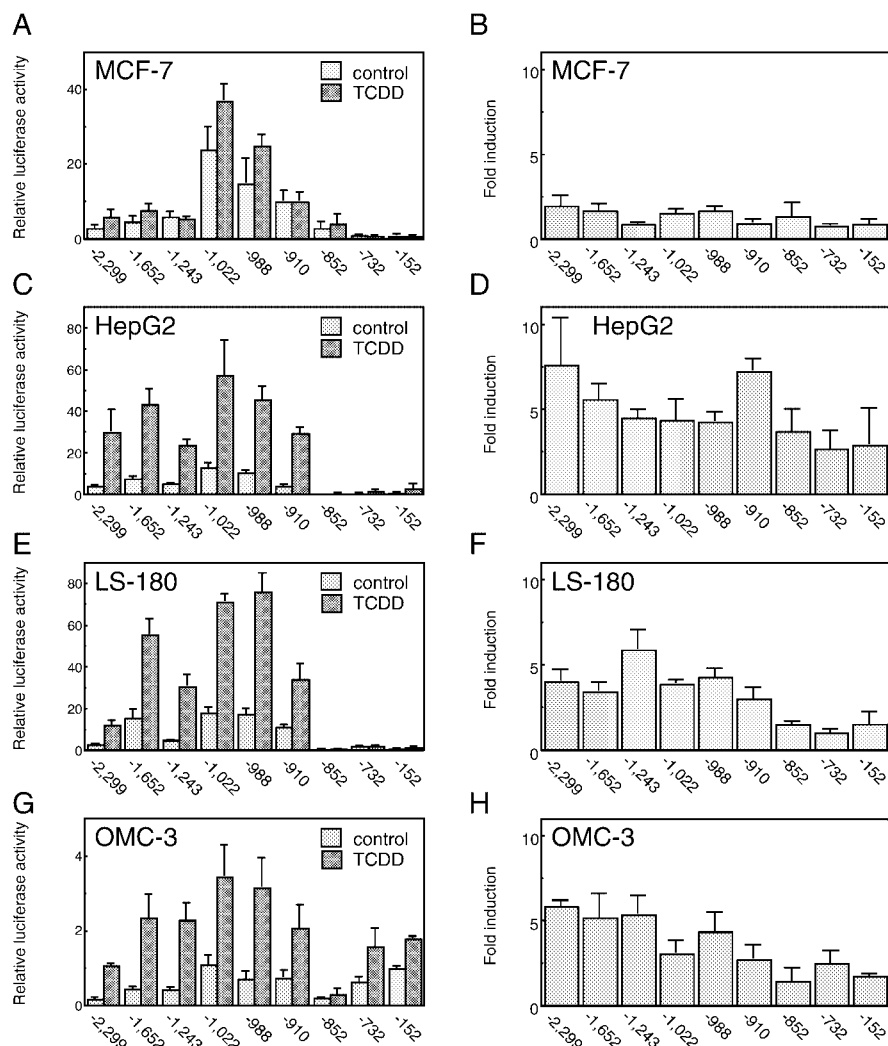 A
Relative luciferase activity
MCF-7
control
TCDD
40
20
0
-2,299 -1,652 -1,243 -1,022 -988 -910 -852 -732 -152
B
Fold induction
MCF-7
10
5
0
-2,299 -1,652 -1,243 -1,022 -988 -910 -852 -732 -152
C
Relative luciferase activity
HepG2
control
TCDD
80
60
40
20
0
-2,299 -1,652 -1,243 -1,022 -988 -910 -852 -732 -152
D
Fold induction
HepG2
10
5
0
-2,299 -1,652 -1,243 -1,022 -988 -910 -852 -732 -152
E
Relative luciferase activity
LS-180
control
TCDD
80
60
40
20
0
-2,299 -1,652 -1,243 -1,022 -988 -910 -852 -732 -152
F
Fold induction
LS-180
10
5
0
-2,299 -1,652 -1,243 -1,022 -988 -910 -852 -732 -152
G
Relative luciferase activity
OMC-3
control
TCDD
4
2
0
-2,299 -1,652 -1,243 -1,022 -988 -910 -852 -732 -152
H
Fold induction
OMC-3
10
5
0
-2,299 -1,652 -1,243 -1,022 -988 -910 -852 -732 -152